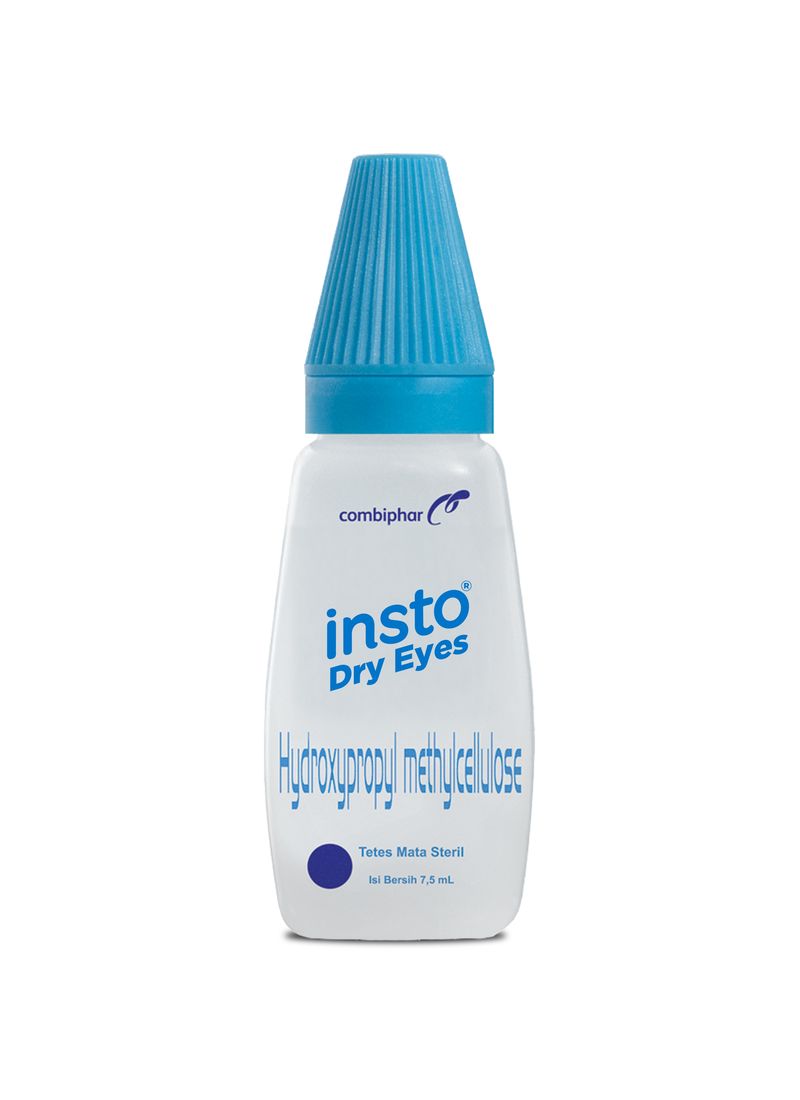 combiphar
insto®
Dry Eyes
Hydroxypropyl methylcellulose
Tetes Mata Steril
Isi Bersih 7,5 mL